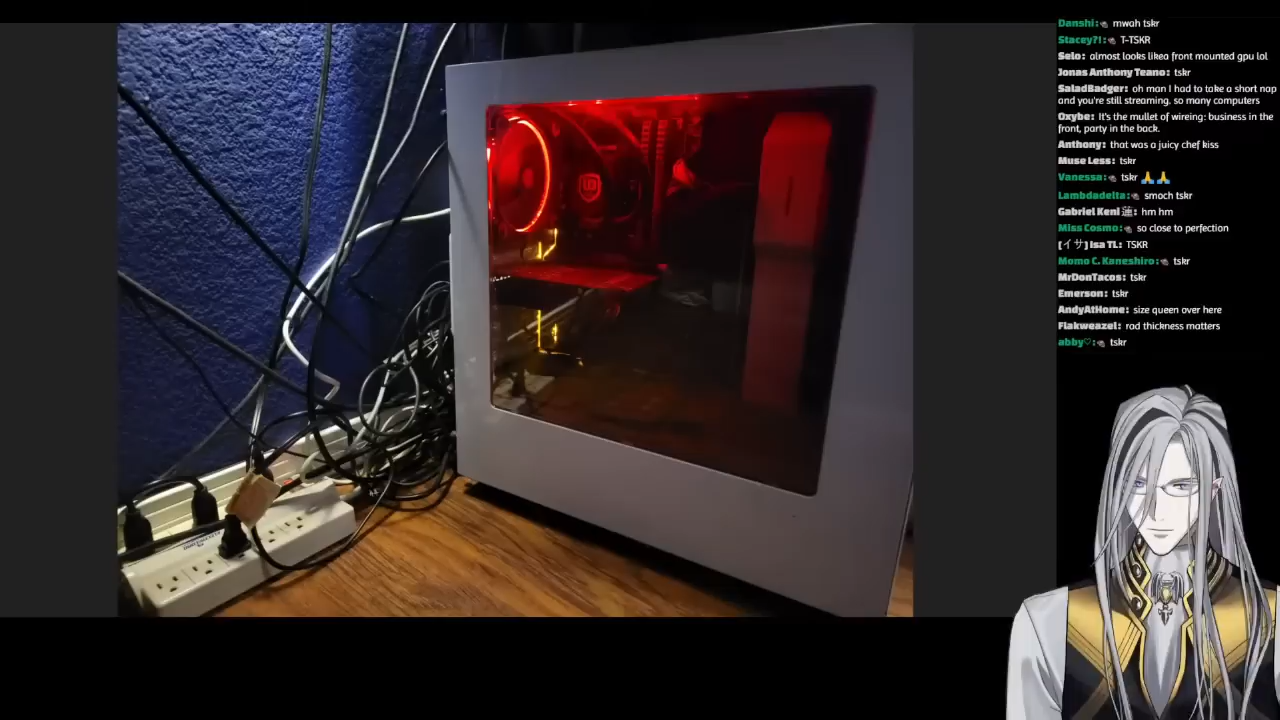 Danshi: mwah tskr
Stacey?!: T-TSKR
Selo: almost looks likea front mounted gpu lol
Jonas Anthony Teano: tskr
SaladBadger: oh man I had to take a short nap
and you're still streaming. so many computers
Oxybe: It's the mullet of wireing: business in the
front, party in the back.
Anthony: that was a juicy chef kiss
Muse Less: tskr
Vanessa: tskr 🙏🙏
Lambdadelta: smoch tskr
Gabriel Keni 蓮: hm hm
Miss Cosmo: so close to perfection
[イサ] Isa TL: TSKR
Momo C. Kaneshiro: tskr
MrDonTacos: tskr
Emerson: tskr
AndyAtHome: size queen over here
Flakweazel: rad thickness matters
abby♡: tskr